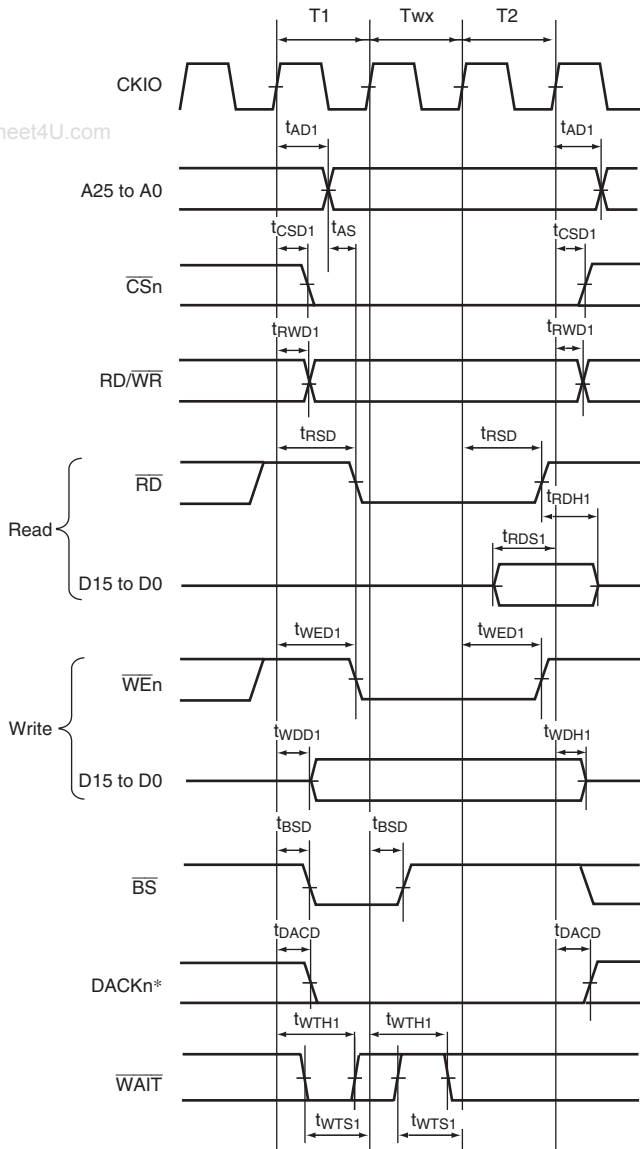 T1 Twx T2
CKIO
heet4U.com
tAD1 tAD1
A25 to A0
tCSD1 tAS tCSD1
CSn
tRWD1 tRWD1
RD/WR
tRSD tRSD
RD
tRDH1
Read
tRDS1
D15 to D0
tWED1 tWED1
WEn
Write
tWDD1 tWDH1
D15 to D0
tBSD tBSD
BS
tDACD tDACD
DACKn*
tWTH1 tWTH1
WAIT
tWTS1 tWTS1